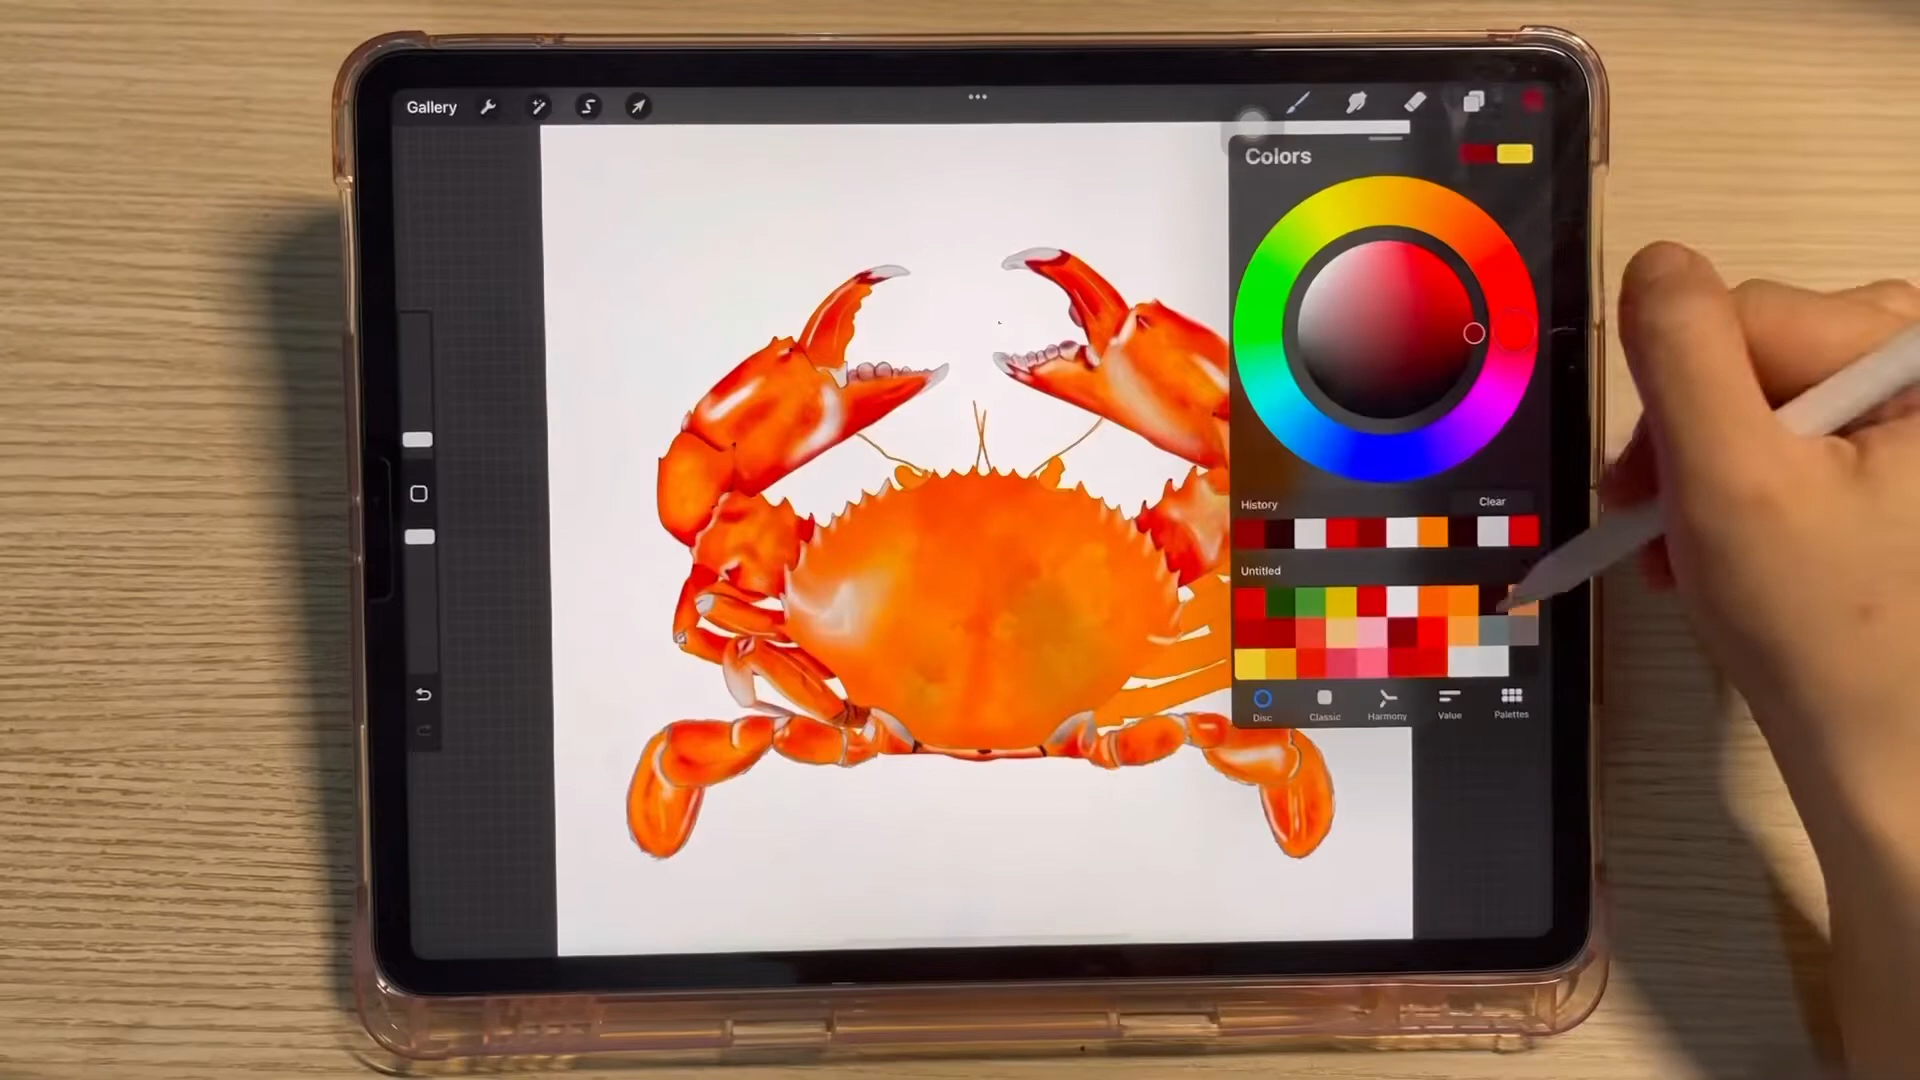 Gallery
Colors
History Clear
Untitled
Disc Classic Harmony Value Palettes